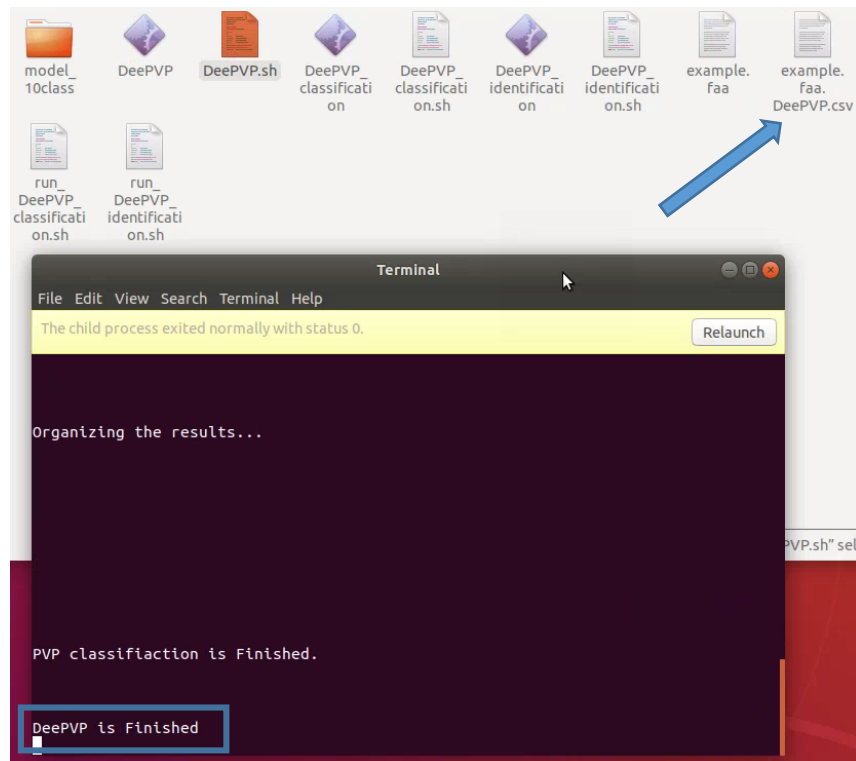 model_
10class
DeePVP
DeePVP.sh
DeePVP_
classificati
on
DeePVP_
classificati
on.sh
DeePVP_
identificati
on
DeePVP_
identificati
on.sh
example.
faa
example.
faa.
DeePVP.csv
run_
DeePVP_
classificati
on.sh
run_
DeePVP_
identificati
on.sh
Terminal
File Edit View Search Terminal Help
The child process exited normally with status 0.
Relaunch
Organizing the results...
PVP.sh" sel
PVP classifiaction is Finished.
DeePVP is Finished